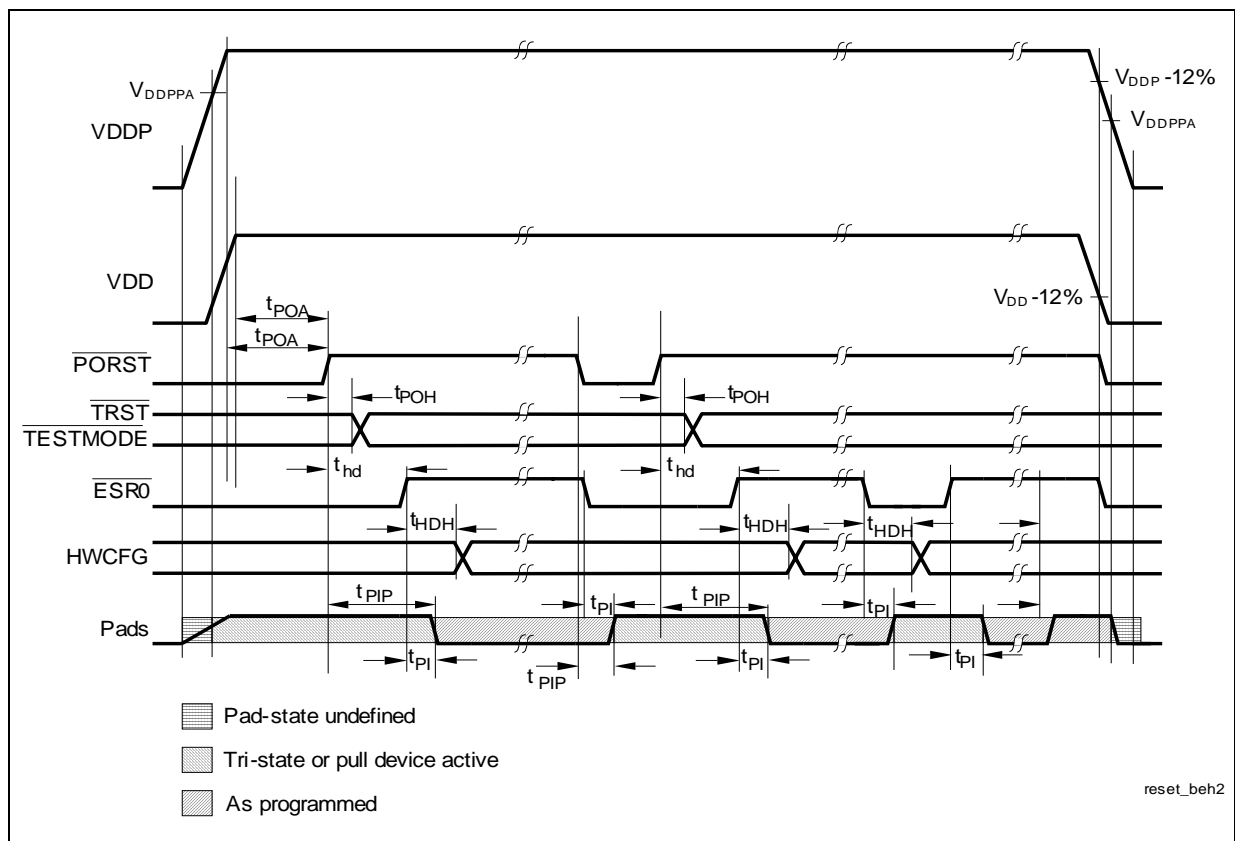 VDDPPA
VDDP
VDDP -12%
VDDPPA
VDD
VDD -12%
tPOA
tPOA
PORST
tPOH
tPOH
TRST
TESTMODE
thd
thd
ESR0
tHDH
tHDH
tHDH
HWCFG
tPIP
tPI
tPIP
tPI
Pads
tPI
tPIP
tPI
tPI
Pad-state undefined
Tri-state or pull device active
As programmed
reset_beh2